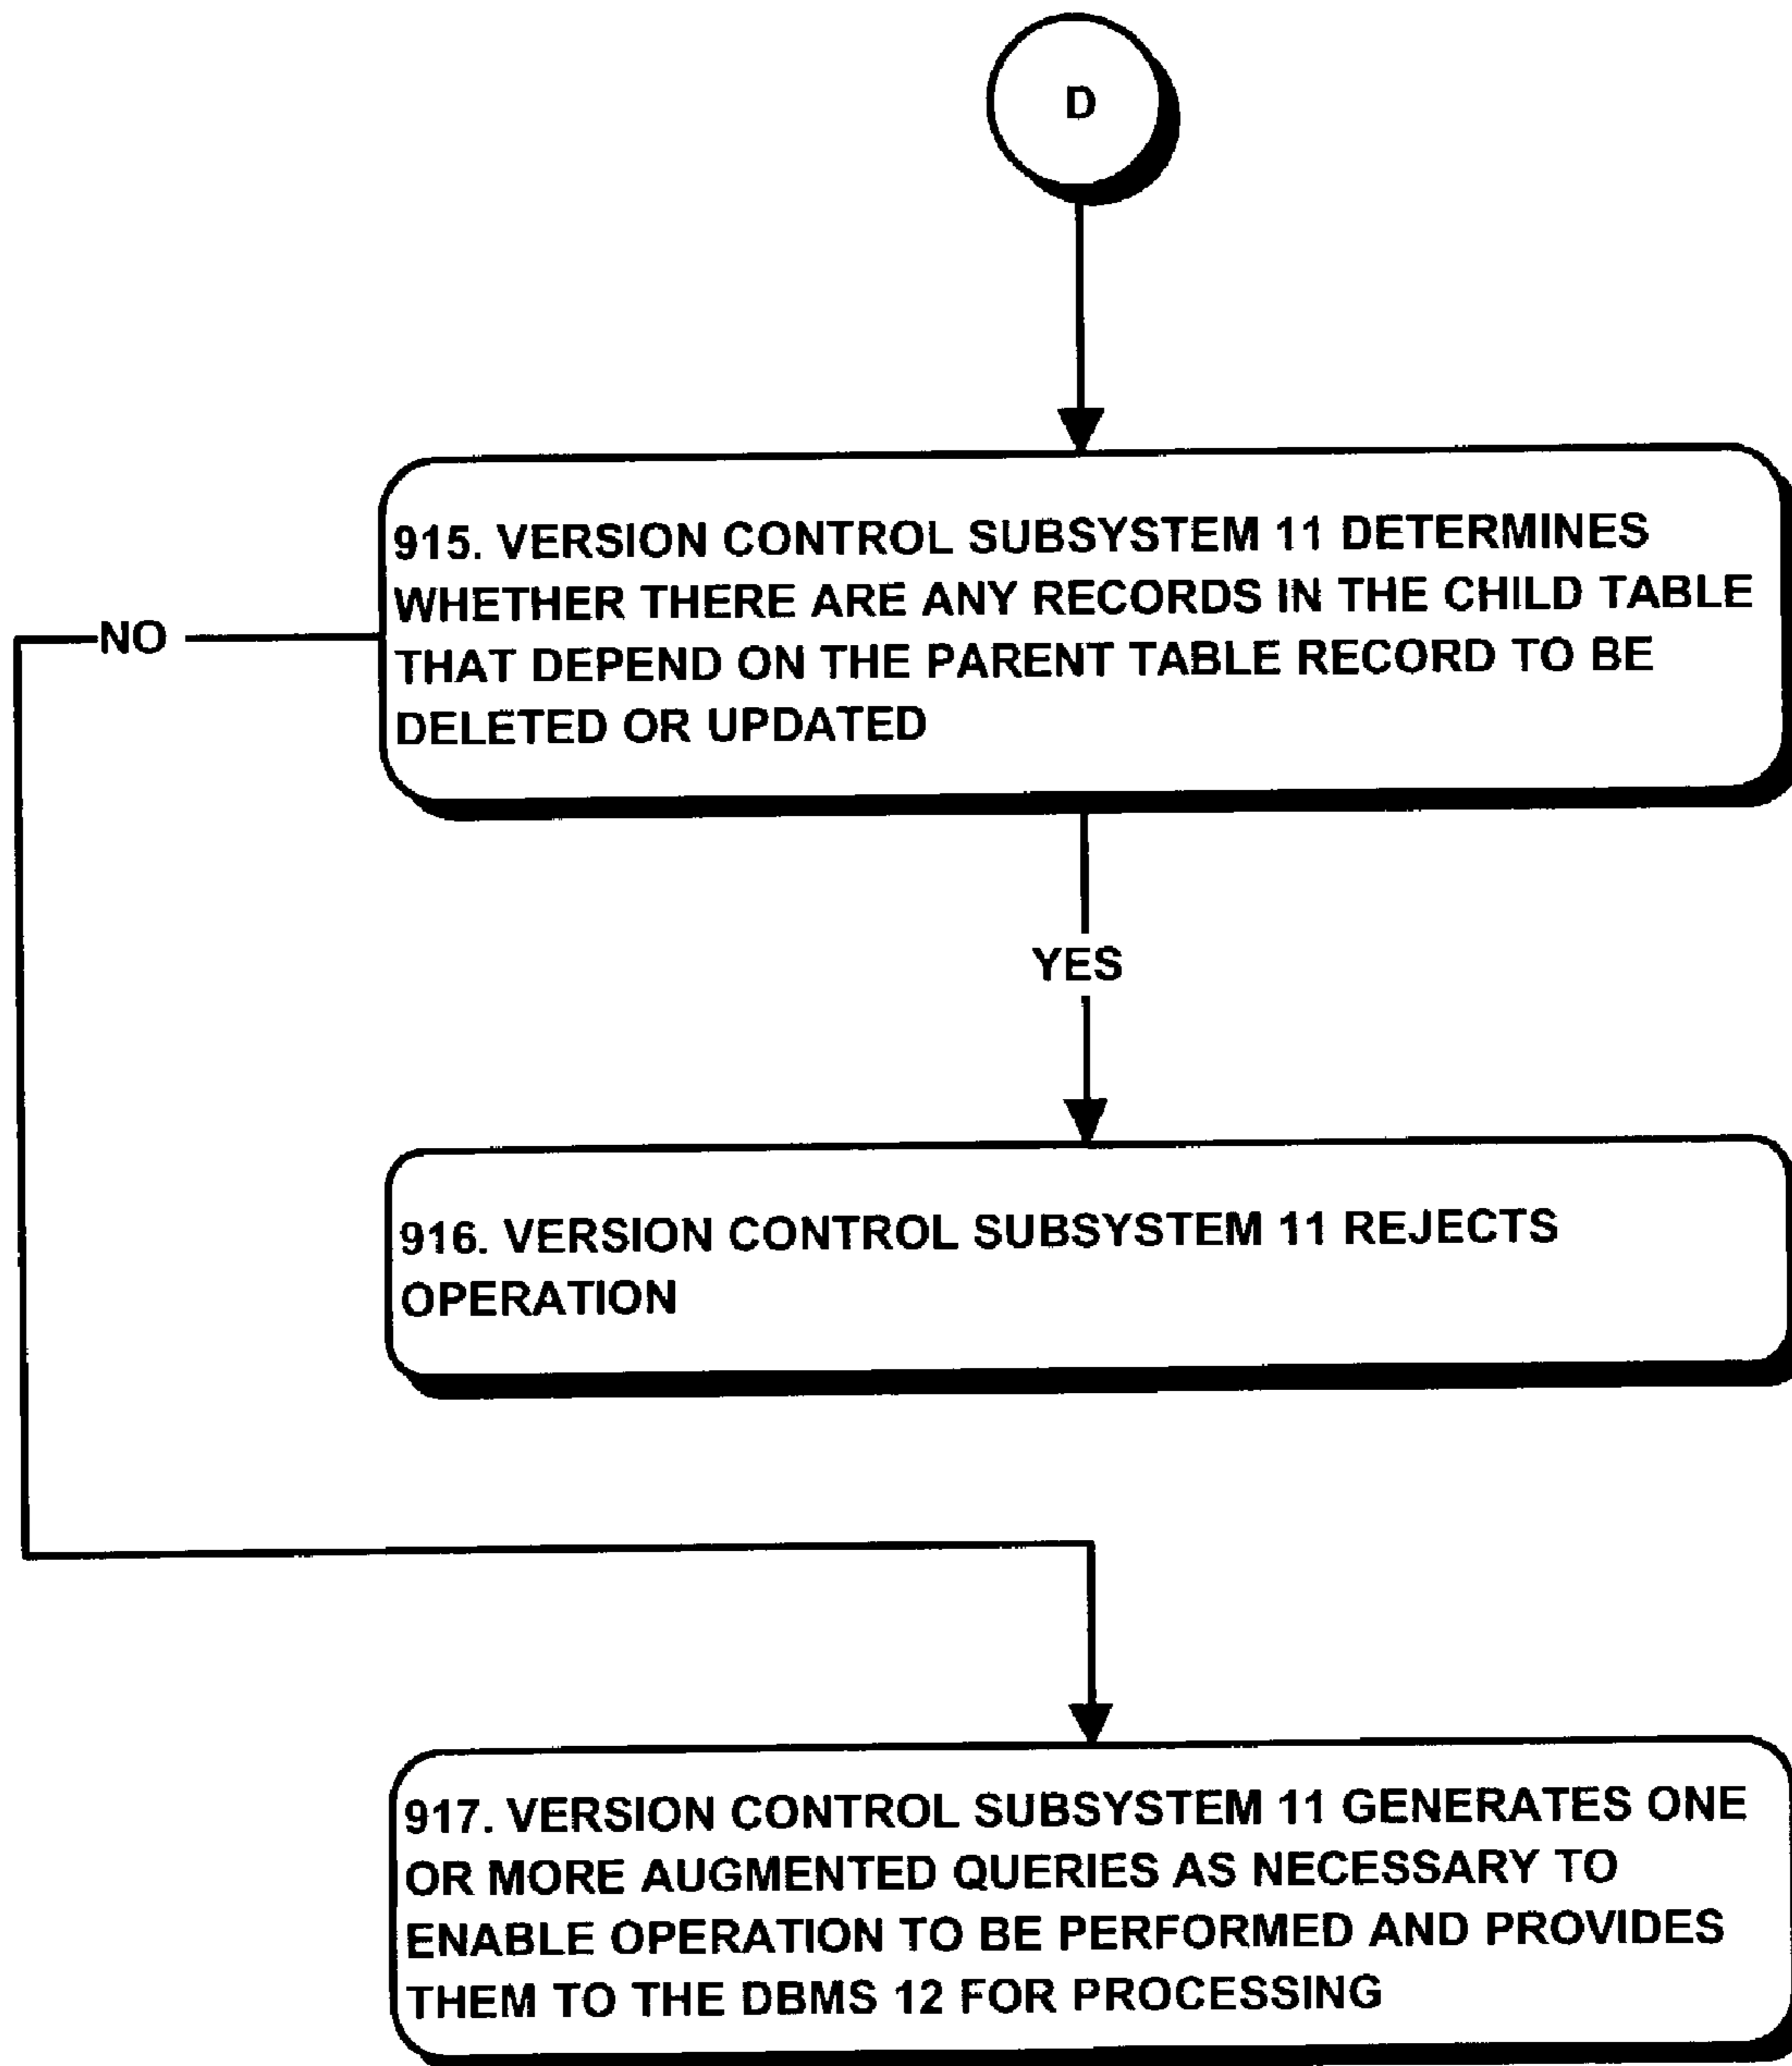 D
915. VERSION CONTROL SUBSYSTEM 11 DETERMINES
WHETHER THERE ARE ANY RECORDS IN THE CHILD TABLE
THAT DEPEND ON THE PARENT TABLE RECORD TO BE
DELETED OR UPDATED
NO
YES
916. VERSION CONTROL SUBSYSTEM 11 REJECTS
OPERATION
917. VERSION CONTROL SUBSYSTEM 11 GENERATES ONE
OR MORE AUGMENTED QUERIES AS NECESSARY TO
ENABLE OPERATION TO BE PERFORMED AND PROVIDES
THEM TO THE DBMS 12 FOR PROCESSING